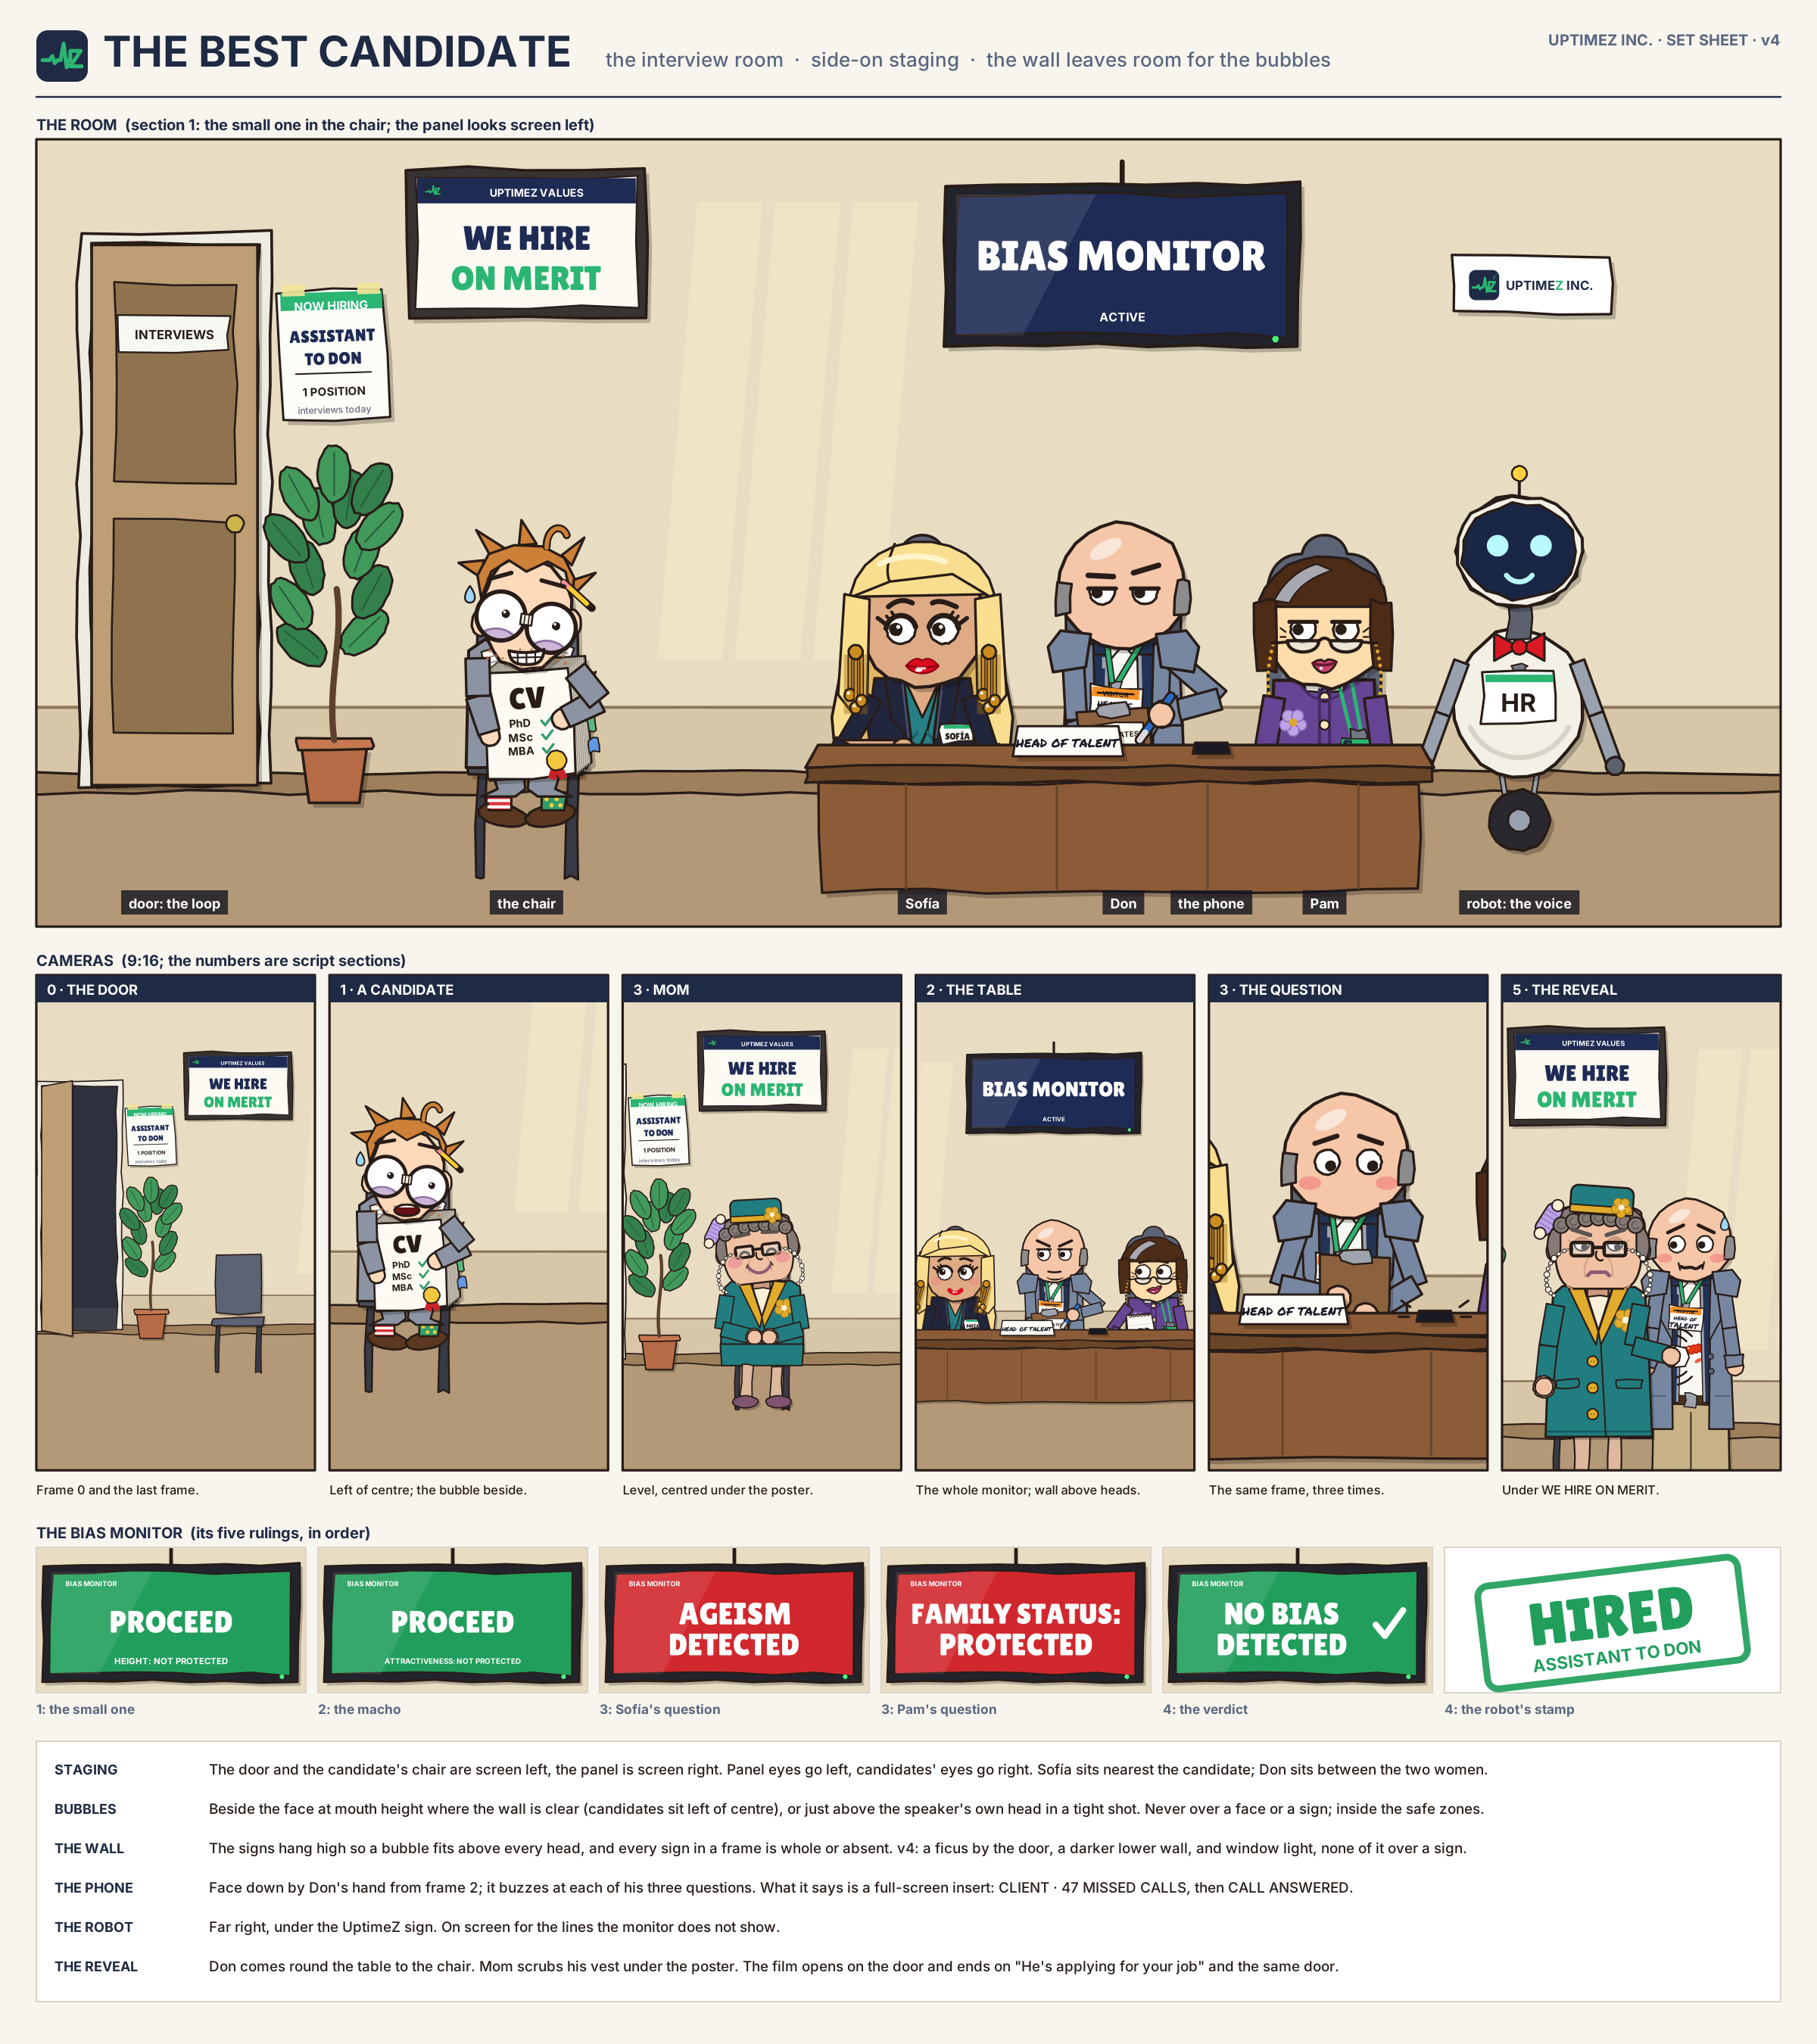 THE BEST CANDIDATE
the interview room · side-on staging · the wall leaves room for the bubbles
UPTIMEZ INC. · SET SHEET · v4
THE ROOM (section 1: the small one in the chair; the panel looks screen left)
UPTIMEZ VALUES
WE HIRE
ON MERIT
BIAS MONITOR
ACTIVE
UPTIMEZ INC.
INTERVIEWS
NOW HIRING
ASSISTANT
TO DON
1 POSITION
interviews today
CV
PhD
MSc
MBA
VISITOR
SOFÍA
HEAD OF TALENT
HR
door: the loop
the chair
Sofía
Don
the phone
Pam
robot: the voice
CAMERAS (9:16; the numbers are script sections)
0 · THE DOOR
UPTIMEZ VALUES
WE HIRE
ON MERIT
NOW HIRING
ASSISTANT
TO DON
1 POSITION
interviews today
Frame 0 and the last frame.
1 · A CANDIDATE
CV
PhD
MSc
MBA
Left of centre; the bubble beside.
3 · MOM
UPTIMEZ VALUES
WE HIRE
ON MERIT
NOW HIRING
ASSISTANT
TO DON
1 POSITION
interviews today
Level, centred under the poster.
2 · THE TABLE
BIAS MONITOR
ACTIVE
SOFÍA
HEAD OF TALENT
The whole monitor; wall above heads.
3 · THE QUESTION
HEAD OF TALENT
The same frame, three times.
5 · THE REVEAL
UPTIMEZ VALUES
WE HIRE
ON MERIT
HEAD OF
TALENT
Under WE HIRE ON MERIT.
THE BIAS MONITOR (its five rulings, in order)
BIAS MONITOR
PROCEED
HEIGHT: NOT PROTECTED
1: the small one
BIAS MONITOR
PROCEED
ATTRACTIVENESS: NOT PROTECTED
2: the macho
BIAS MONITOR
AGEISM
DETECTED
3: Sofía's question
BIAS MONITOR
FAMILY STATUS:
PROTECTED
3: Pam's question
BIAS MONITOR
NO BIAS
DETECTED
4: the verdict
HIRED
ASSISTANT TO DON
4: the robot's stamp
STAGING
The door and the candidate's chair are screen left, the panel is screen right. Panel eyes go left, candidates' eyes go right. Sofía sits nearest the candidate; Don sits between the two women.
BUBBLES
Beside the face at mouth height where the wall is clear (candidates sit left of centre), or just above the speaker's own head in a tight shot. Never over a face or a sign; inside the safe zones.
THE WALL
The signs hang high so a bubble fits above every head, and every sign in a frame is whole or absent. v4: a ficus by the door, a darker lower wall, and window light, none of it over a sign.
THE PHONE
Face down by Don's hand from frame 2; it buzzes at each of his three questions. What it says is a full-screen insert: CLIENT · 47 MISSED CALLS, then CALL ANSWERED.
THE ROBOT
Far right, under the UptimeZ sign. On screen for the lines the monitor does not show.
THE REVEAL
Don comes round the table to the chair. Mom scrubs his vest under the poster. The film opens on the door and ends on "He's applying for your job" and the same door.